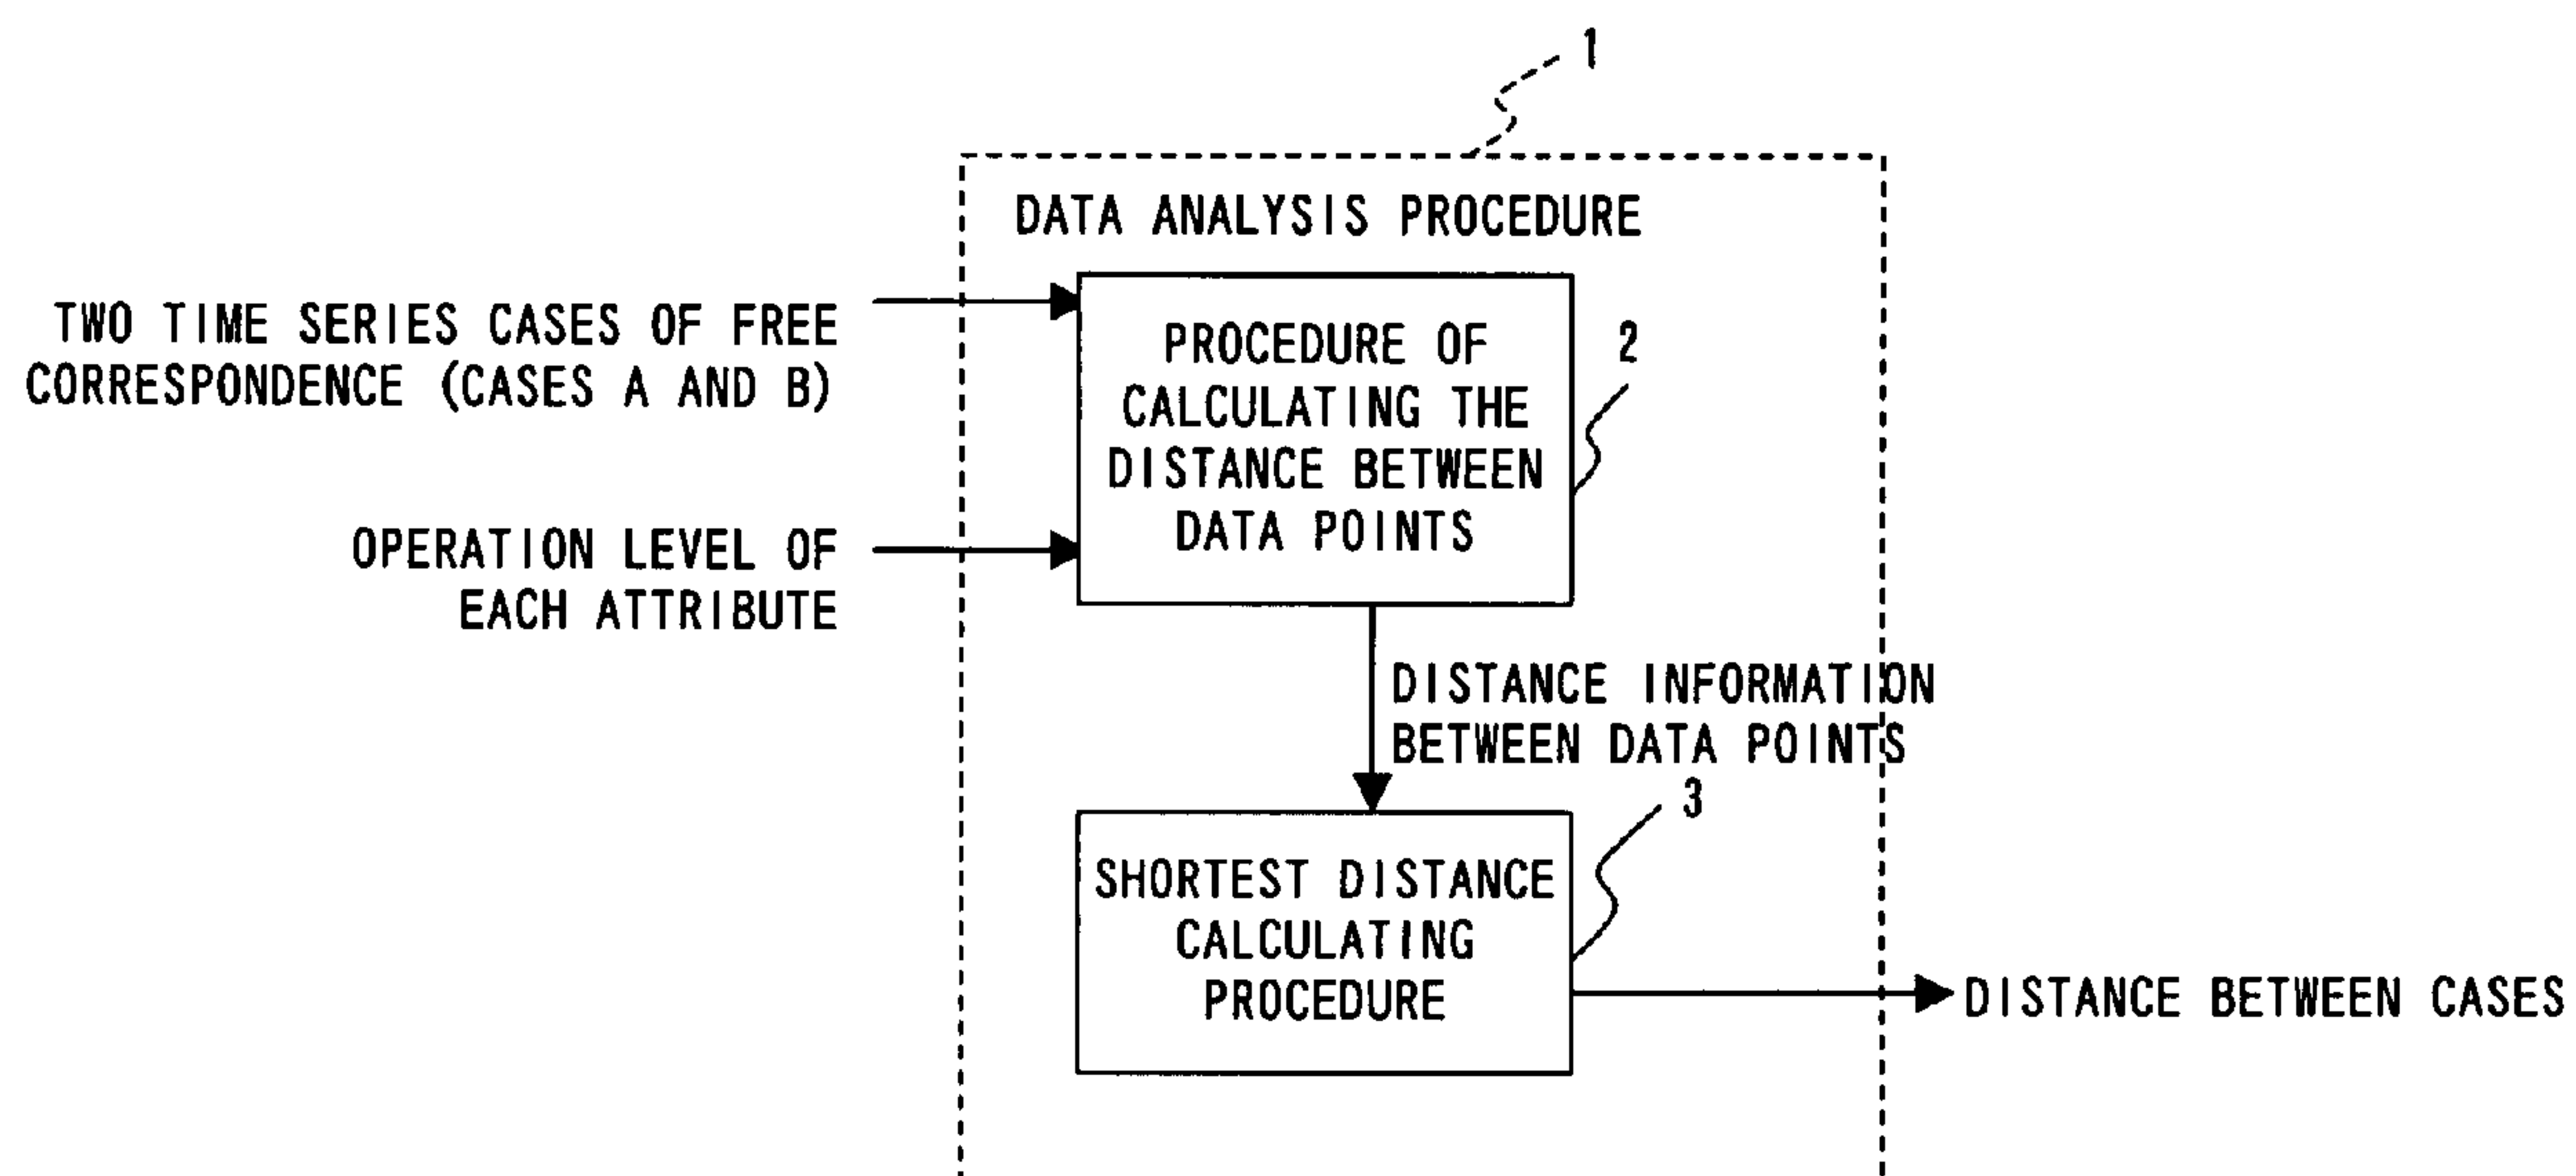 1
DATA ANALYSIS PROCEDURE
TWO TIME SERIES CASES OF FREE
CORRESPONDENCE (CASES A AND B)
PROCEDURE OF
CALCULATING THE
DISTANCE BETWEEN
DATA POINTS
2
OPERATION LEVEL OF
EACH ATTRIBUTE
DISTANCE INFORMATION
BETWEEN DATA POINTS
3
SHORTEST DISTANCE
CALCULATING
PROCEDURE
DISTANCE BETWEEN CASES